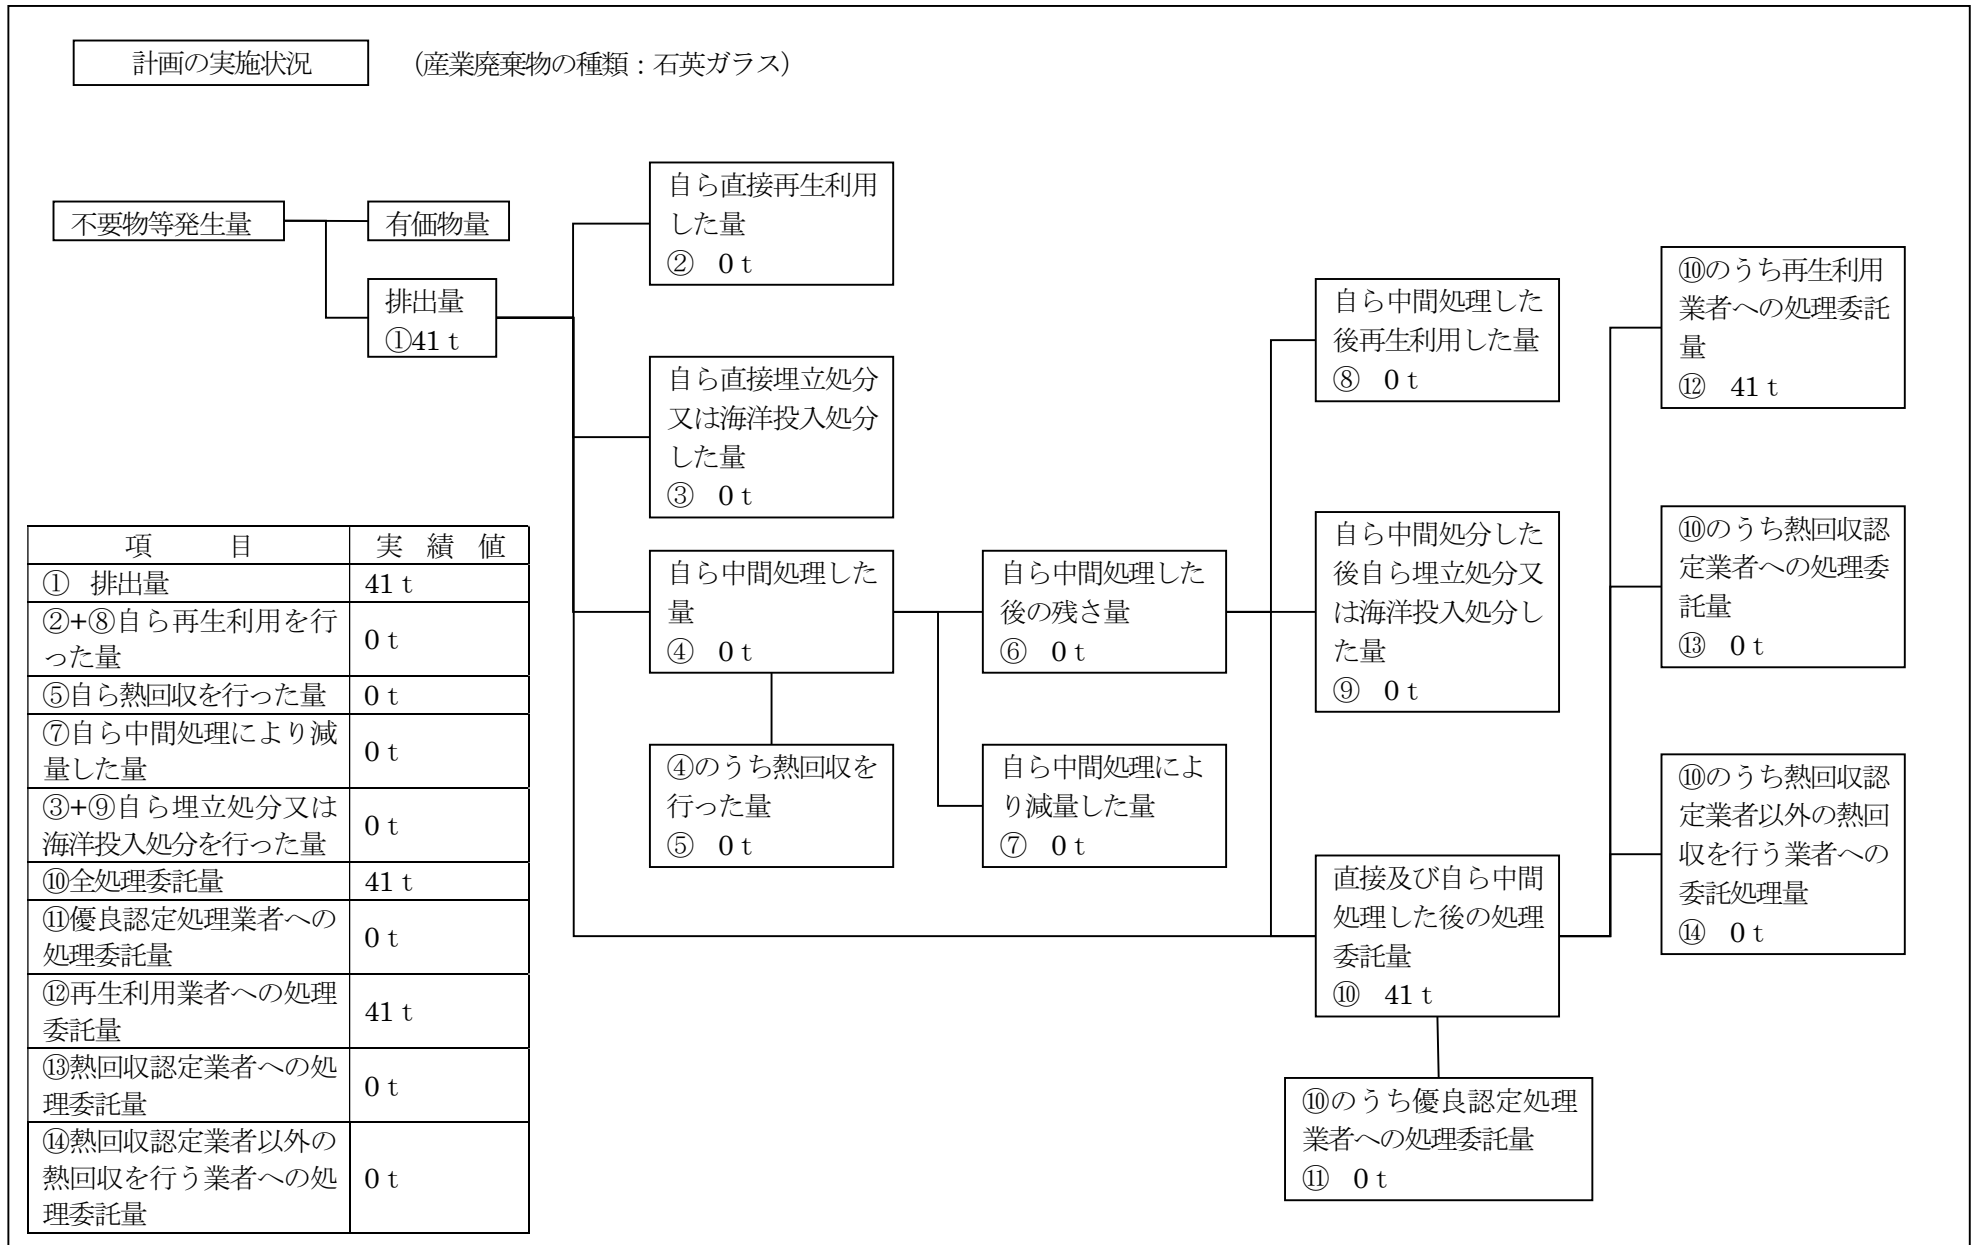 計画の実施状況 （産業廃棄物の種類：石英ガラス）
不要物等発生量
有価物量
排出量
①41 t
自ら直接再生利用
した量
② 0 t
自ら直接埋立処分
又は海洋投入処分
した量
③ 0 t
自ら中間処理した
量
④ 0 t
④のうち熱回収を
行った量
⑤ 0 t
自ら中間処理した
後の残さ量
⑥ 0 t
自ら中間処理によ
り減量した量
⑦ 0 t
自ら中間処理した
後再生利用した量
⑧ 0 t
自ら中間処分した
後自ら埋立処分又
は海洋投入処分し
た量
⑨ 0 t
直接及び自ら中間
処理した後の処理
委託量
⑩ 41 t
⑩のうち優良認定処理
業者への処理委託量
⑪ 0 t
⑩のうち再生利用
業者への処理委託
量
⑫ 41 t
⑩のうち熱回収認
定業者への処理委
託量
⑬ 0 t
⑩のうち熱回収認
定業者以外の熱回
収を行う業者への
委託処理量
⑭ 0 t
項 目 実 績 値
① 排出量 41 t
②+⑧自ら再生利用を行
った量 0 t
⑤自ら熱回収を行った量 0 t
⑦自ら中間処理により減
量した量 0 t
③+⑨自ら埋立処分又は
海洋投入処分を行った量 0 t
⑩全処理委託量 41 t
⑪優良認定処理業者への
処理委託量 0 t
⑫再生利用業者への処理
委託量 41 t
⑬熱回収認定業者への処
理委託量 0 t
⑭熱回収認定業者以外の
熱回収を行う業者への処
理委託量 0 t